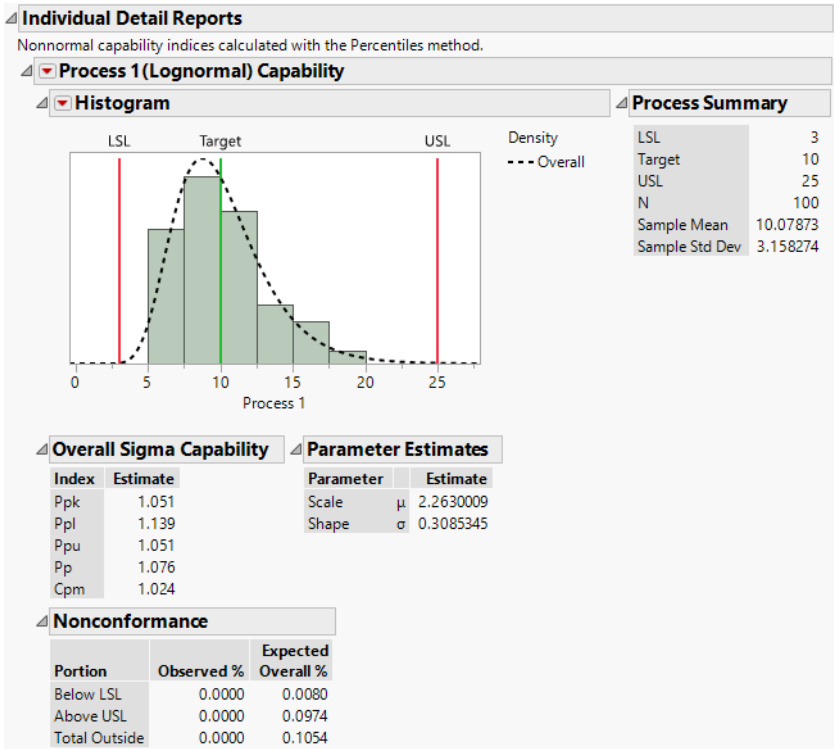 Individual Detail Reports
Nonnormal capability indices calculated with the Percentiles method.
Process 1(Lognormal) Capability
Histogram
LSL Target USL
Density
Overall
0 5 10 15 20 25
Process 1
Process Summary
LSL 3
Target 10
USL 25
N 100
Sample Mean 10.07873
Sample Std Dev 3.158274
Overall Sigma Capability
Index Estimate
Ppk 1.051
Ppl 1.139
Ppu 1.051
Pp 1.076
Cpm 1.024
Parameter Estimates
Parameter Estimate
Scale μ 2.2630009
Shape σ 0.3085345
Nonconformance
Expected
Portion Observed % Overall %
Below LSL 0.0000 0.0080
Above USL 0.0000 0.0974
Total Outside 0.0000 0.1054